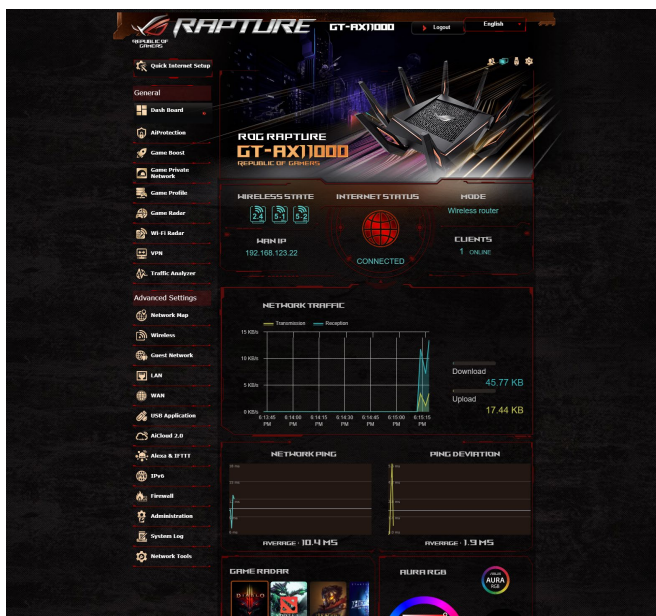 REPUBLIC OF
GAMERS
RAPTURE
GT-AX11000
Logout
English
Quick Internet Setup
General
Dash Board
AiProtection
Game Boost
Game Private
Network
Game Profile
Game Radar
Wi-Fi Radar
VPN
Traffic Analyzer
Advanced Settings
Network Map
Wireless
Guest Network
LAN
WAN
USB Application
AiCloud 2.0
Alexa & IFTTT
IPv6
Firewall
Administration
System Log
Network Tools
ROG RAPTURE
GT-AX11000
REPUBLIC OF GAMERS
WIRELESS STATE
2.4 5-1 5-2
WAN IP
192.168.123.22
INTERNET STATUS
CONNECTED
MODE
Wireless router
CLIENTS
1 ONLINE
NETWORK TRAFFIC
Transmission Reception
15 KB/s
10 KB/s
5 KB/s
0 KB/s
6:13:45 PM 6:14:00 PM 6:14:15 PM 6:14:30 PM 6:14:45 PM 6:15:00 PM 6:15:15 PM
Download
45.77 KB
Upload
17.44 KB
NETWORK PING
AVERAGE : 10.4 MS
PING DEVIATION
AVERAGE : 1.9 MS
GAME RADAR
DIABLO
AURA RGB
AURA
RGB